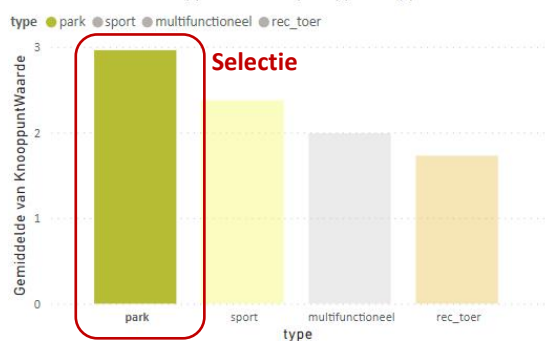 type park sport multifunctioneel rec_toer
Selectie
Gemiddelde van KnooppuntWaarde
3
2
1
0
park sport multifunctioneel rec_toer
type